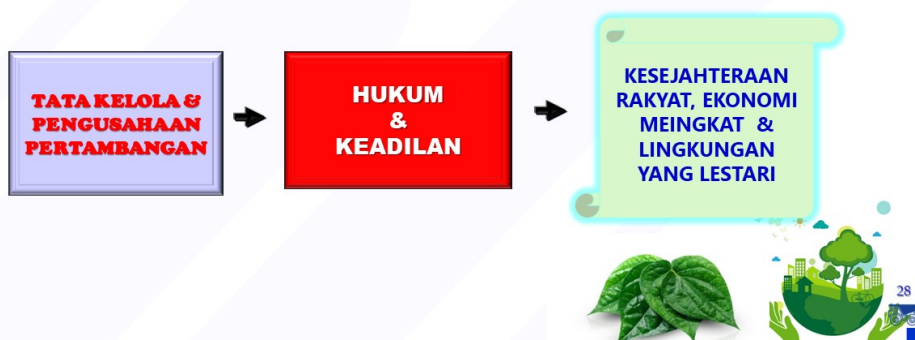 TATA KELOLA &
PENGUSAHAAN
PERTAMBANGAN
HUKUM
&
KEADILAN
KESEJAHTERAAN
RAKYAT, EKONOMI
MEINGKAT &
LINGKUNGAN
YANG LESTARI
28